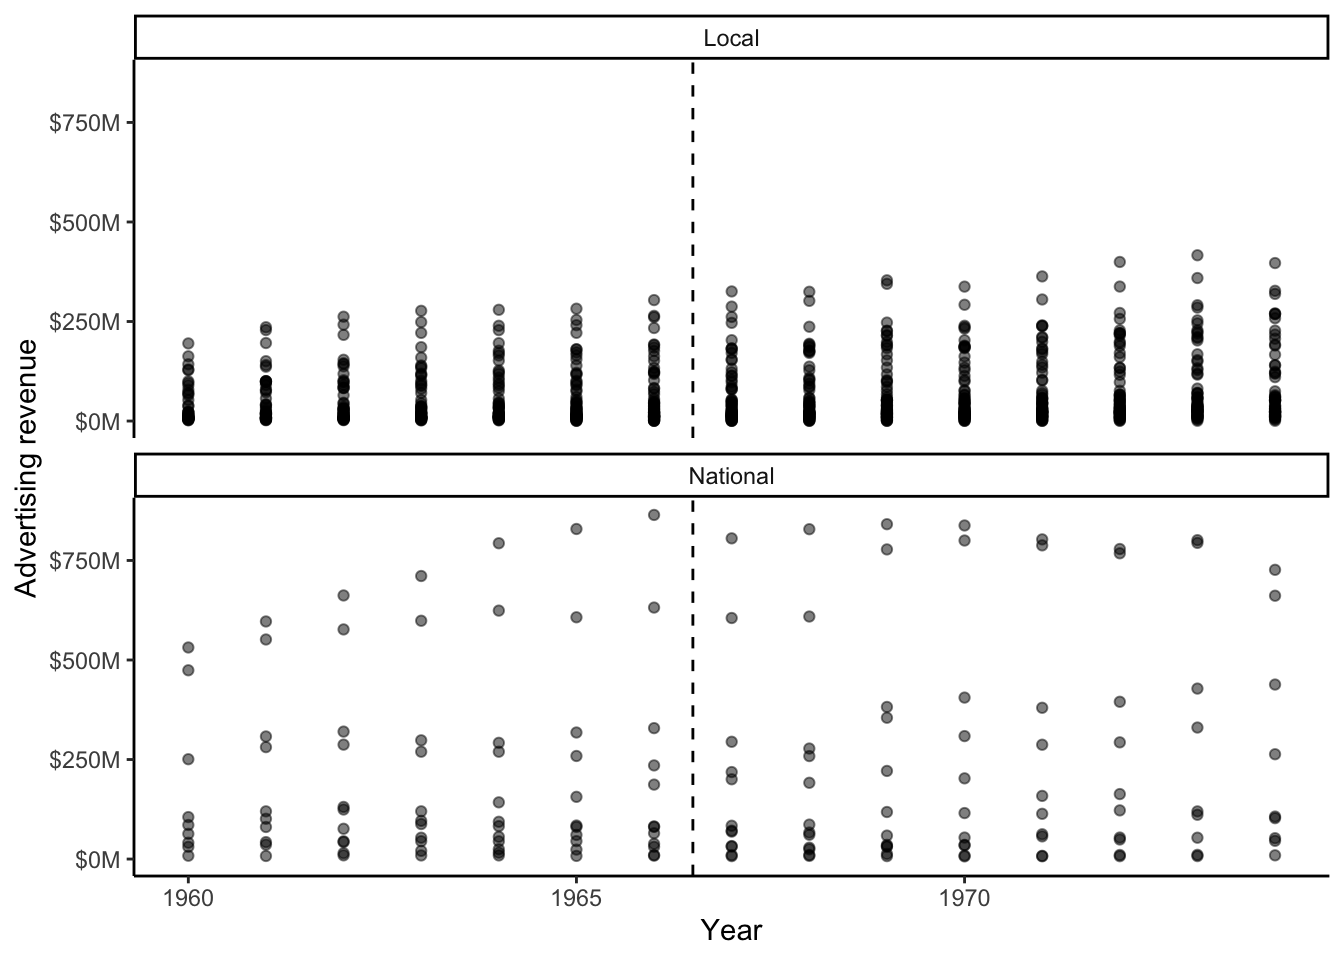 Local
$750M
$500M
$250M
$0M
National
$750M
$500M
$250M
$0M
1960 1965 1970
Year
Advertising revenue